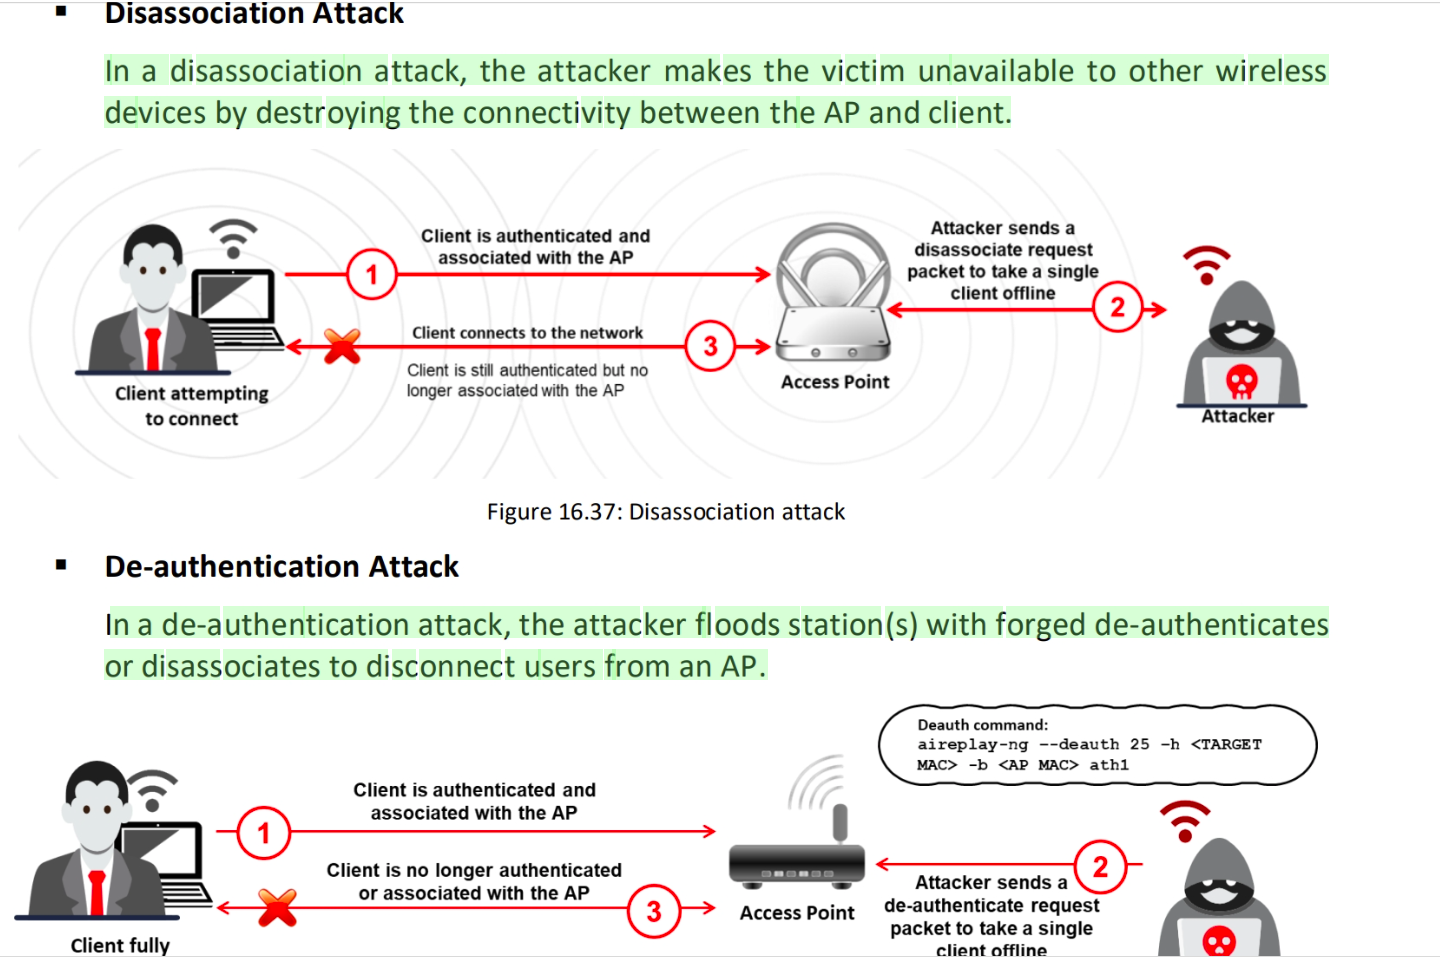 ▪ Disassociation Attack
In a disassociation attack, the attacker makes the victim unavailable to other wireless
devices by destroying the connectivity between the AP and client.
Client is authenticated and
associated with the AP
1
Attacker sends a
disassociate request
packet to take a single
client offline
2
Client connects to the network
3
Client is still authenticated but no
longer associated with the AP
Client attempting
to connect
Access Point
Attacker
Figure 16.37: Disassociation attack
▪ De-authentication Attack
In a de-authentication attack, the attacker floods station(s) with forged de-authenticates
or disassociates to disconnect users from an AP.
Deauth command:
aireplay-ng --deauth 25 -h <TARGET
MAC> -b <AP MAC> ath1
Client is authenticated and
associated with the AP
1
Client is no longer authenticated
or associated with the AP
3
2
Attacker sends a
de-authenticate request
packet to take a single
client offline
Access Point
Client fully